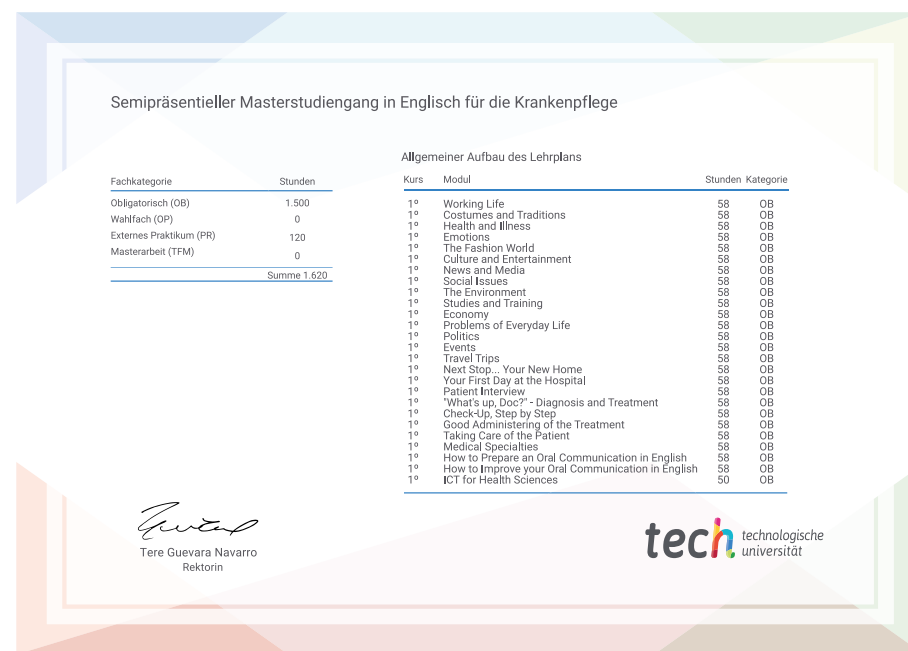 Semipräsentieller Masterstudiengang in Englisch für die Krankenpflege
Fachkategorie Stunden
Obligatorisch (OB) 1.500
Wahlfach (OP) 0
Externes Praktikum (PR) 120
Masterarbeit (TFM) 0
Summe 1.620
Allgemeiner Aufbau des Lehrplans
Kurs Modul Stunden Kategorie
1º Working Life 58 OB
1º Costumes and Traditions 58 OB
1º Health and Illness 58 OB
1º Emotions 58 OB
1º The Fashion World 58 OB
1º Culture and Entertainment 58 OB
1º News and Media 58 OB
1º Social Issues 58 OB
1º The Environment 58 OB
1º Studies and Training 58 OB
1º Economy 58 OB
1º Problems of Everyday Life 58 OB
1º Politics 58 OB
1º Events 58 OB
1º Travel Trips 58 OB
1º Next Stop... Your New Home 58 OB
1º Your First Day at the Hospital 58 OB
1º Patient Interview 58 OB
1º "What's up, Doc?" - Diagnosis and Treatment 58 OB
1º Check-Up, Step by Step 58 OB
1º Good Administering of the Treatment 58 OB
1º Taking Care of the Patient 58 OB
1º Medical Specialties 58 OB
1º How to Prepare an Oral Communication in English 58 OB
1º How to Improve your Oral Communication in English 58 OB
1º ICT for Health Sciences 50 OB
Tere Guevara Navarro
Rektorin
tech technologische
universität